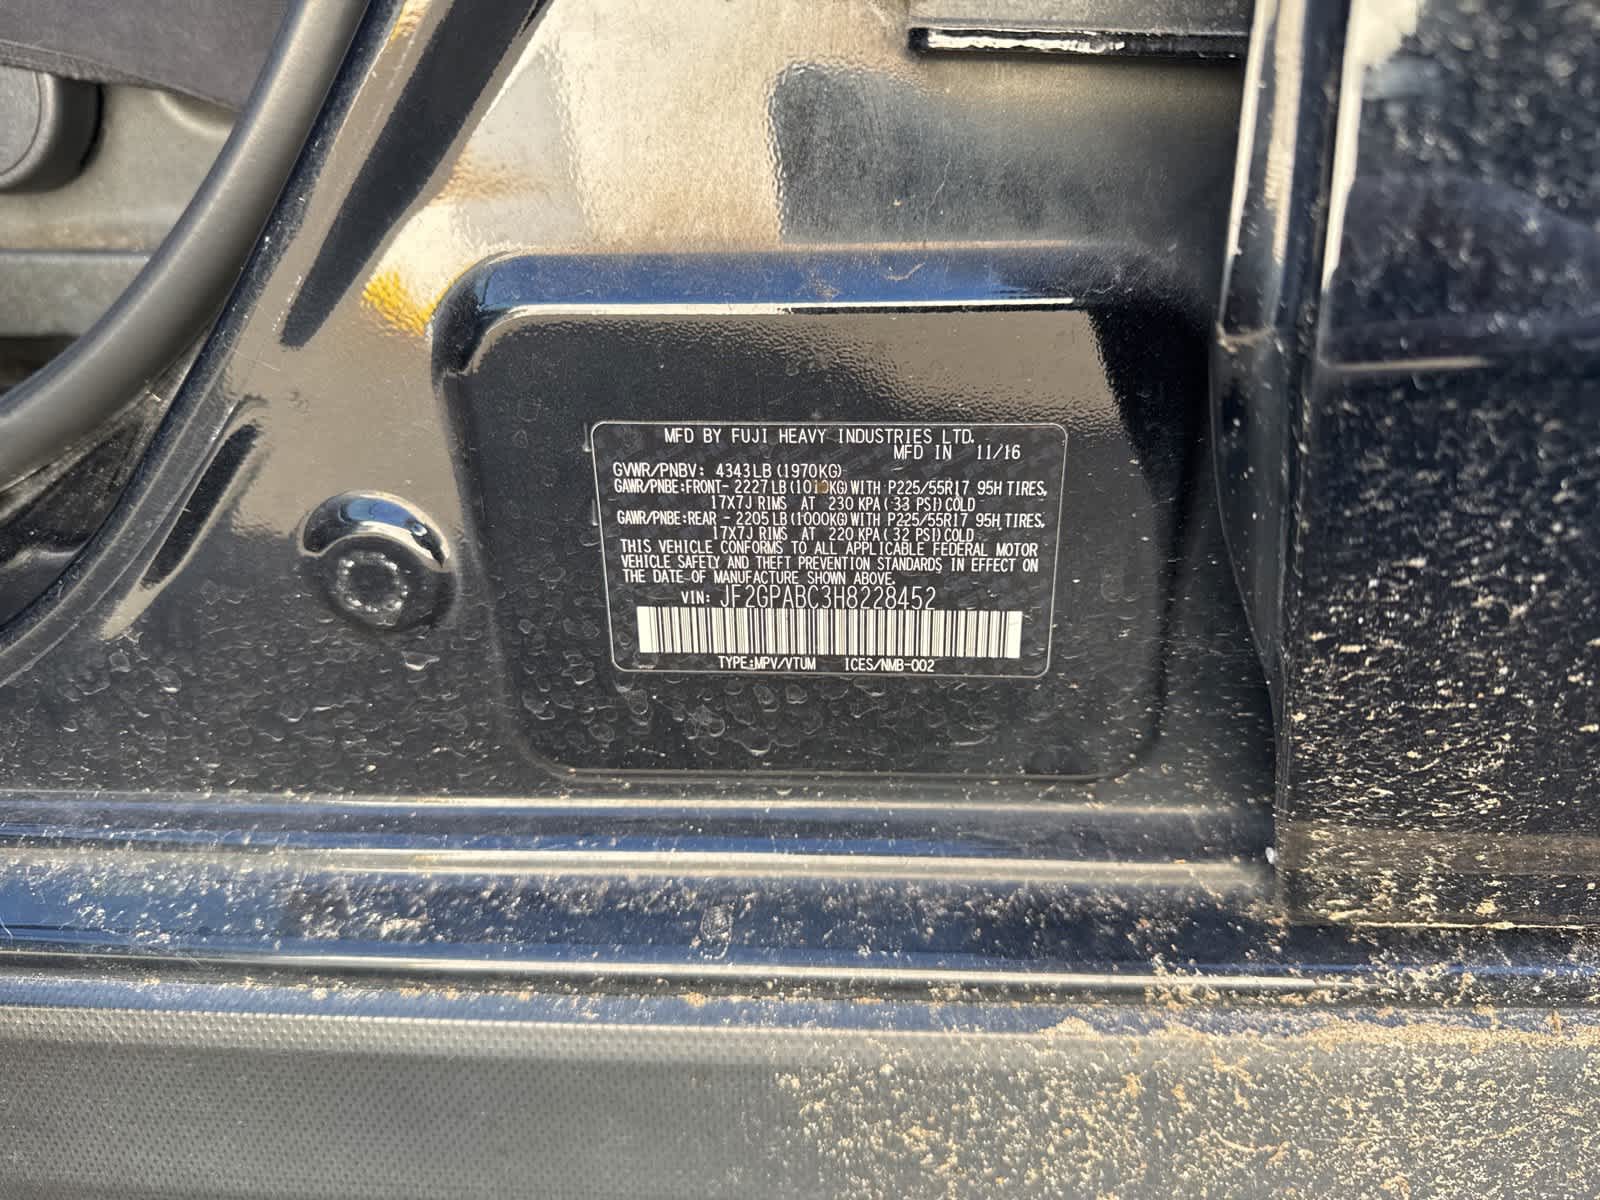 MFD BY FUJI HEAVY INDUSTRIES LTD.
MFD IN 11/16
GVWR/PNBV: 4343LB(1970KG)
GAWR/PNBE:FRONT- 2227LB(1010KG)WITH P225/55R17 95H TIRES,
17X7J RIMS AT 230 KPA( 33 PSI)COLD
GAWR/PNBE:REAR - 2205LB(1000KG)WITH P225/55R17 95H TIRES,
17X7J RIMS AT 220 KPA( 32 PSI)COLD
THIS VEHICLE CONFORMS TO ALL APPLICABLE FEDERAL MOTOR
VEHICLE SAFETY AND THEFT PREVENTION STANDARDS IN EFFECT ON
THE DATE OF MANUFACTURE SHOWN ABOVE.
VIN: JF2GPABC3H8228452
TYPE:MPV/VTUM ICES/NMB-002